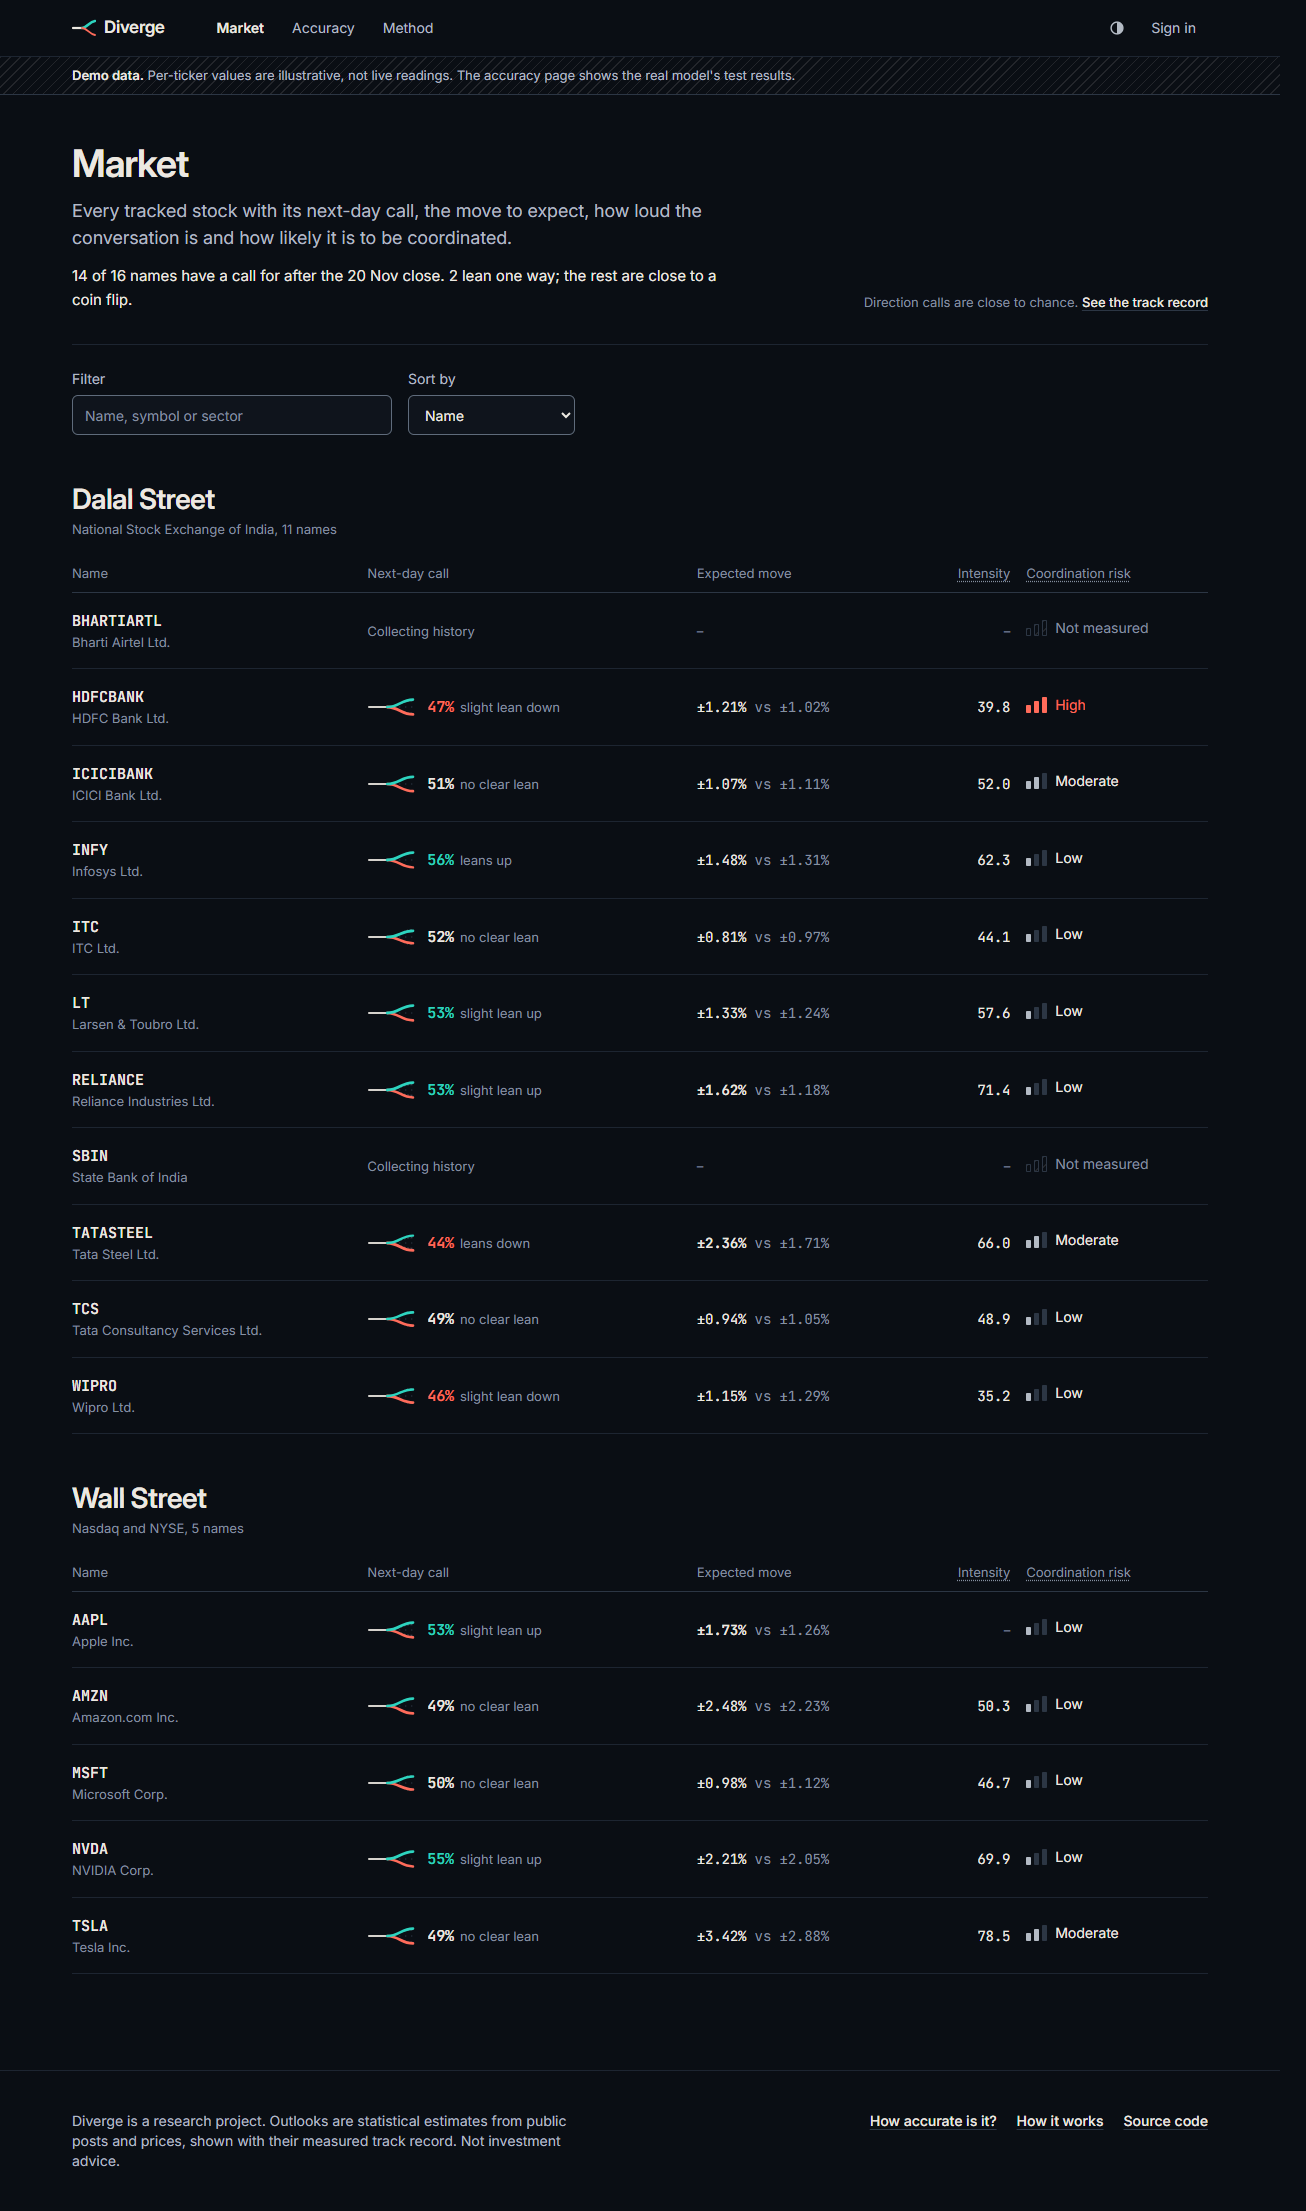 Diverge Market Accuracy Method Sign in
Demo data. Per-ticker values are illustrative, not live readings. The accuracy page shows the real model's test results.
Market
Every tracked stock with its next-day call, the move to expect, how loud the
conversation is and how likely it is to be coordinated.
14 of 16 names have a call for after the 20 Nov close. 2 lean one way; the rest are close to a
coin flip.
Direction calls are close to chance. See the track record
Filter Sort by
Name, symbol or sector Name
Dalal Street
National Stock Exchange of India, 11 names
Name Next-day call Expected move Intensity Coordination risk
BHARTIARTL
Bharti Airtel Ltd.
Collecting history – – Not measured
HDFCBANK
HDFC Bank Ltd.
47% slight lean down ±1.21% vs ±1.02% 39.8 High
ICICIBANK
ICICI Bank Ltd.
51% no clear lean ±1.07% vs ±1.11% 52.0 Moderate
INFY
Infosys Ltd.
56% leans up ±1.48% vs ±1.31% 62.3 Low
ITC
ITC Ltd.
52% no clear lean ±0.81% vs ±0.97% 44.1 Low
LT
Larsen & Toubro Ltd.
53% slight lean up ±1.33% vs ±1.24% 57.6 Low
RELIANCE
Reliance Industries Ltd.
53% slight lean up ±1.62% vs ±1.18% 71.4 Low
SBIN
State Bank of India
Collecting history – – Not measured
TATASTEEL
Tata Steel Ltd.
44% leans down ±2.36% vs ±1.71% 66.0 Moderate
TCS
Tata Consultancy Services Ltd.
49% no clear lean ±0.94% vs ±1.05% 48.9 Low
WIPRO
Wipro Ltd.
46% slight lean down ±1.15% vs ±1.29% 35.2 Low
Wall Street
Nasdaq and NYSE, 5 names
Name Next-day call Expected move Intensity Coordination risk
AAPL
Apple Inc.
53% slight lean up ±1.73% vs ±1.26% – Low
AMZN
Amazon.com Inc.
49% no clear lean ±2.48% vs ±2.23% 50.3 Low
MSFT
Microsoft Corp.
50% no clear lean ±0.98% vs ±1.12% 46.7 Low
NVDA
NVIDIA Corp.
55% slight lean up ±2.21% vs ±2.05% 69.9 Low
TSLA
Tesla Inc.
49% no clear lean ±3.42% vs ±2.88% 78.5 Moderate
Diverge is a research project. Outlooks are statistical estimates from public
posts and prices, shown with their measured track record. Not investment
advice.
How accurate is it? How it works Source code